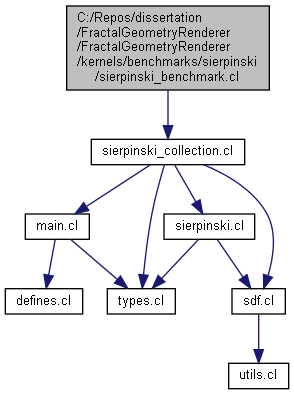 C:/Repos/dissertation
/FractalGeometryRenderer
/FractalGeometryRenderer
/kernels/benchmarks/sierpinski
/sierpinski_benchmark.cl
sierpinski_collection.cl
main.cl
sierpinski.cl
defines.cl
types.cl
sdf.cl
utils.cl